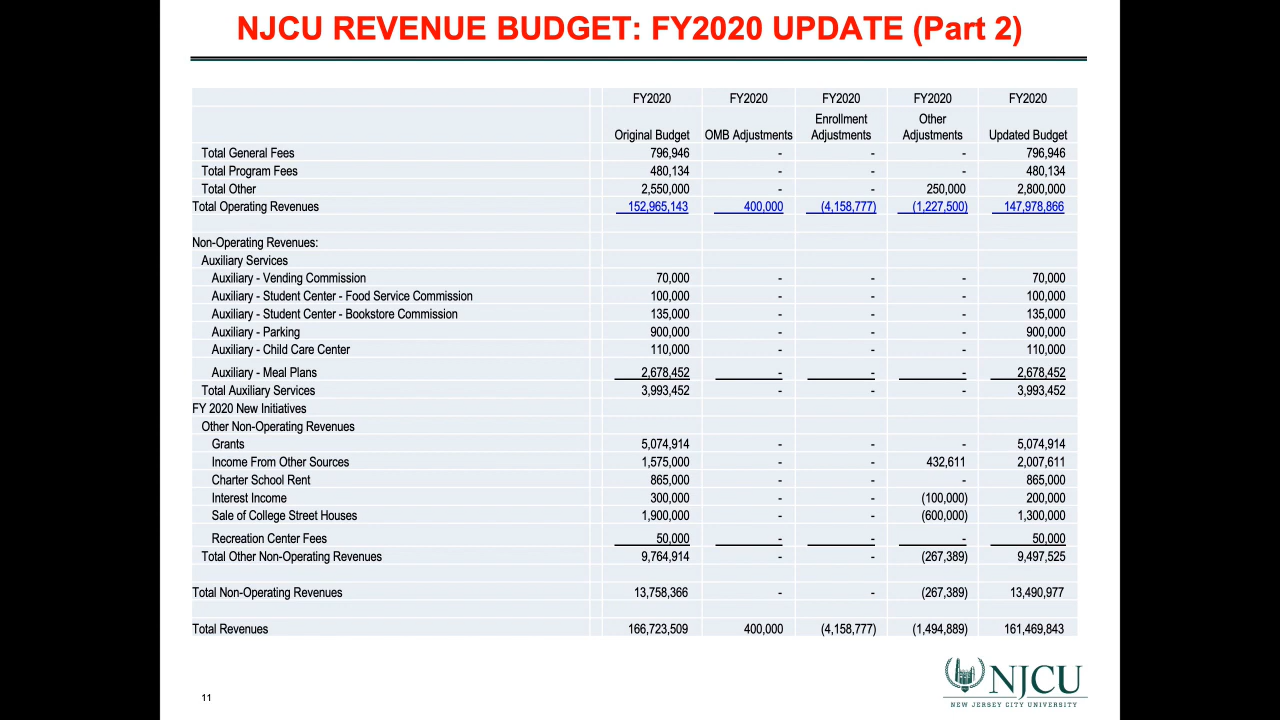 NJCU REVENUE BUDGET: FY2020 UPDATE (Part 2)
FY2020 FY2020 FY2020 FY2020 FY2020
Enrollment Other
Original Budget OMB Adjustments Adjustments Adjustments Updated Budget
Total General Fees 796,946 - - - 796,946
Total Program Fees 480,134 - - - 480,134
Total Other 2,550,000 - - 250,000 2,800,000
Total Operating Revenues 152,965,143 400,000 (4,158,777) (1,227,500) 147,978,866
Non-Operating Revenues:
Auxiliary Services
Auxiliary - Vending Commission 70,000 - - - 70,000
Auxiliary - Student Center - Food Service Commission 100,000 - - - 100,000
Auxiliary - Student Center - Bookstore Commission 135,000 - - - 135,000
Auxiliary - Parking 900,000 - - - 900,000
Auxiliary - Child Care Center 110,000 - - - 110,000
Auxiliary - Meal Plans 2,678,452 - - - 2,678,452
Total Auxiliary Services 3,993,452 - - - 3,993,452
FY 2020 New Initiatives
Other Non-Operating Revenues
Grants 5,074,914 - - - 5,074,914
Income From Other Sources 1,575,000 - - 432,611 2,007,611
Charter School Rent 865,000 - - - 865,000
Interest Income 300,000 - - (100,000) 200,000
Sale of College Street Houses 1,900,000 - - (600,000) 1,300,000
Recreation Center Fees 50,000 - - - 50,000
Total Other Non-Operating Revenues 9,764,914 - - (267,389) 9,497,525
Total Non-Operating Revenues 13,758,366 - - (267,389) 13,490,977
Total Revenues 166,723,509 400,000 (4,158,777) (1,494,889) 161,469,843
NJCU
NEW JERSEY CITY UNIVERSITY
11